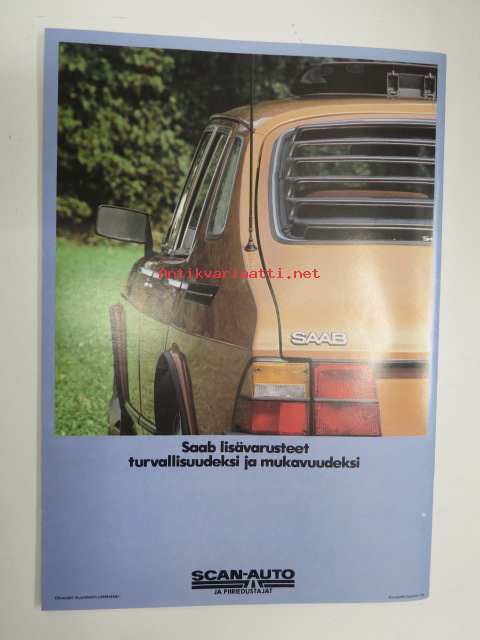 Antikvariaatti.net
SAAB
Saab lisävarusteet
turvallisuudeksi ja mukavuudeksi
SCAN-AUTO
JA PIIRIEDUSTAJAT